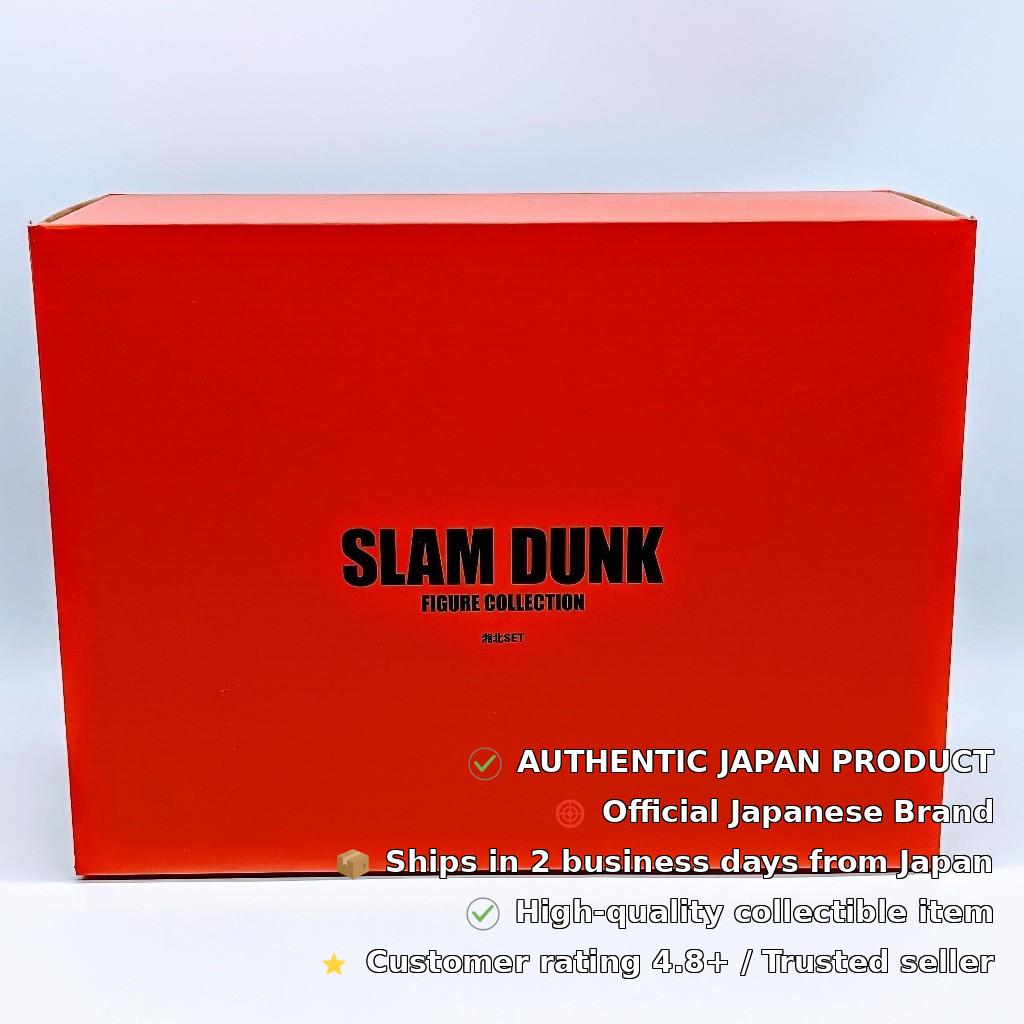 SLAM DUNK
FIGURE COLLECTION
湘北SET
AUTHENTIC JAPAN PRODUCT
Official Japanese Brand
Ships in 2 business days from Japan
High-quality collectible item
Customer rating 4.8+ / Trusted seller